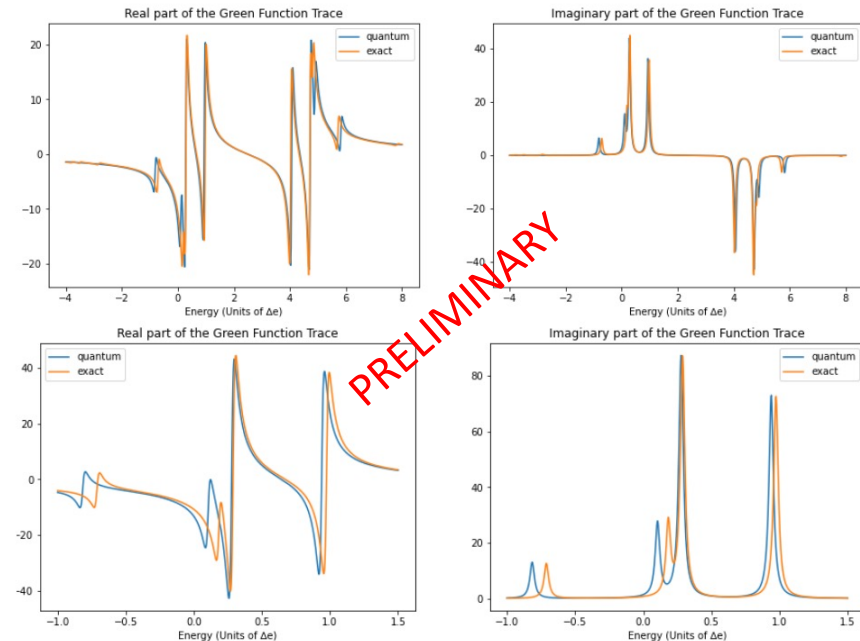 Real part of the Green Function Trace
quantum
exact
20
10
0
−10
−20
−4
−2
0
2
4
6
8
Energy (Units of Δe)
Imaginary part of the Green Function Trace
quantum
exact
40
20
0
−20
−40
−4
−2
0
2
4
6
8
Energy (Units of Δe)
PRELIMINARY
Real part of the Green Function Trace
quantum
exact
40
20
0
−20
−40
−1.0
−0.5
0.0
0.5
1.0
1.5
Energy (Units of Δe)
Imaginary part of the Green Function Trace
quantum
exact
80
60
40
20
0
−1.0
−0.5
0.0
0.5
1.0
1.5
Energy (Units of Δe)